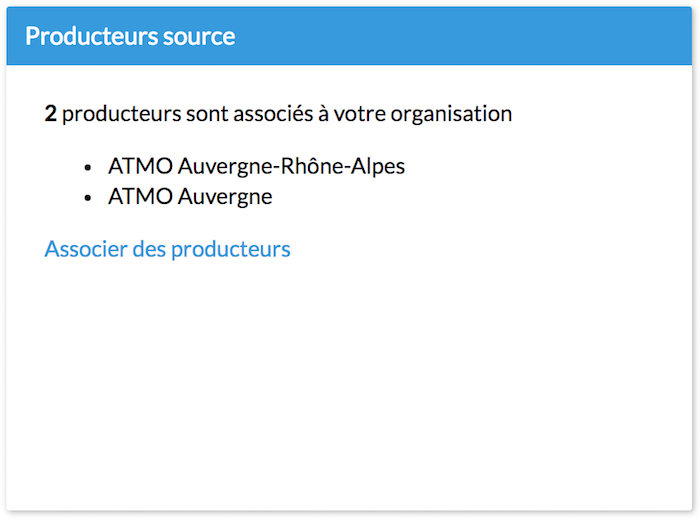 Producteurs source
2 producteurs sont associés à votre organisation
• ATMO Auvergne-Rhône-Alpes
• ATMO Auvergne
Associer des producteurs